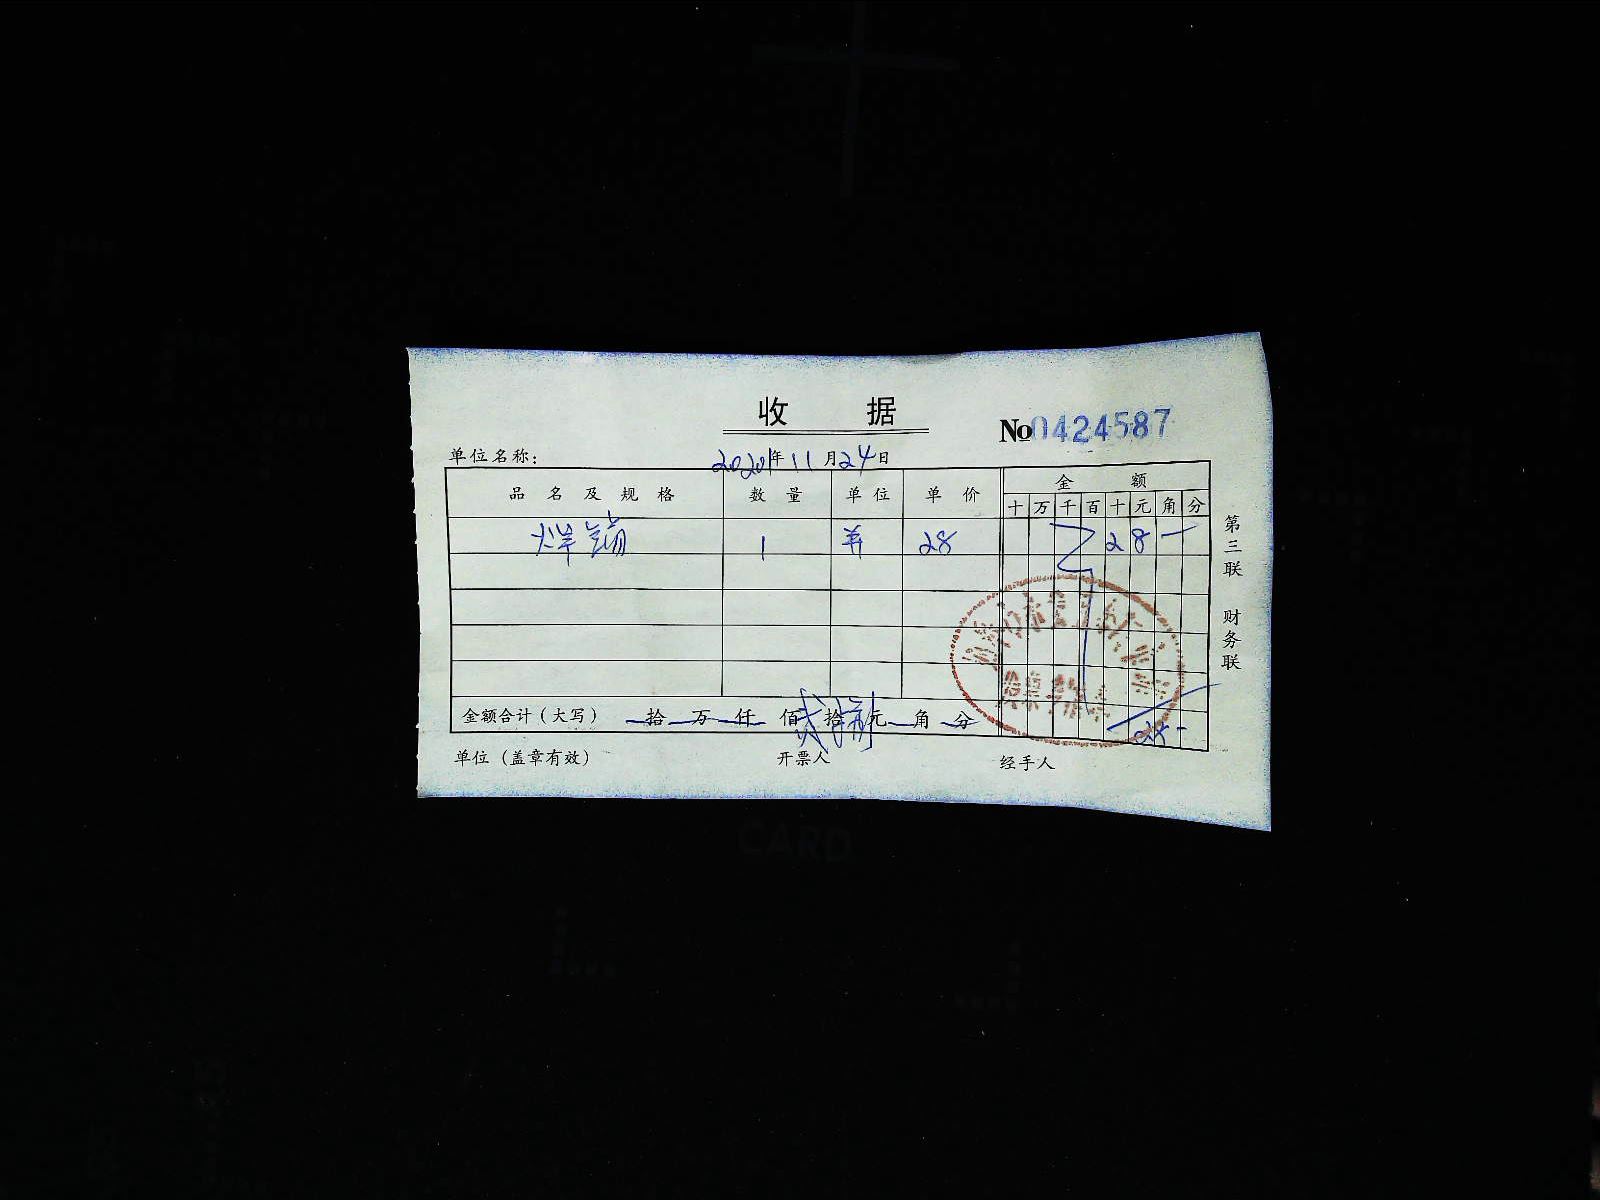 收 据
No 0424587
单位名称: 2020年11月24日
品名及规格 数量 单位 单价 金额
十 万 千 百 十 元 角 分
焊锡 1 28 2 8 —
金额合计(大写) 拾 万 仟 佰 贰 拾 捌 元 角 分 28-
单位(盖章有效) 开票人 经手人
第三联 财务联
CARD